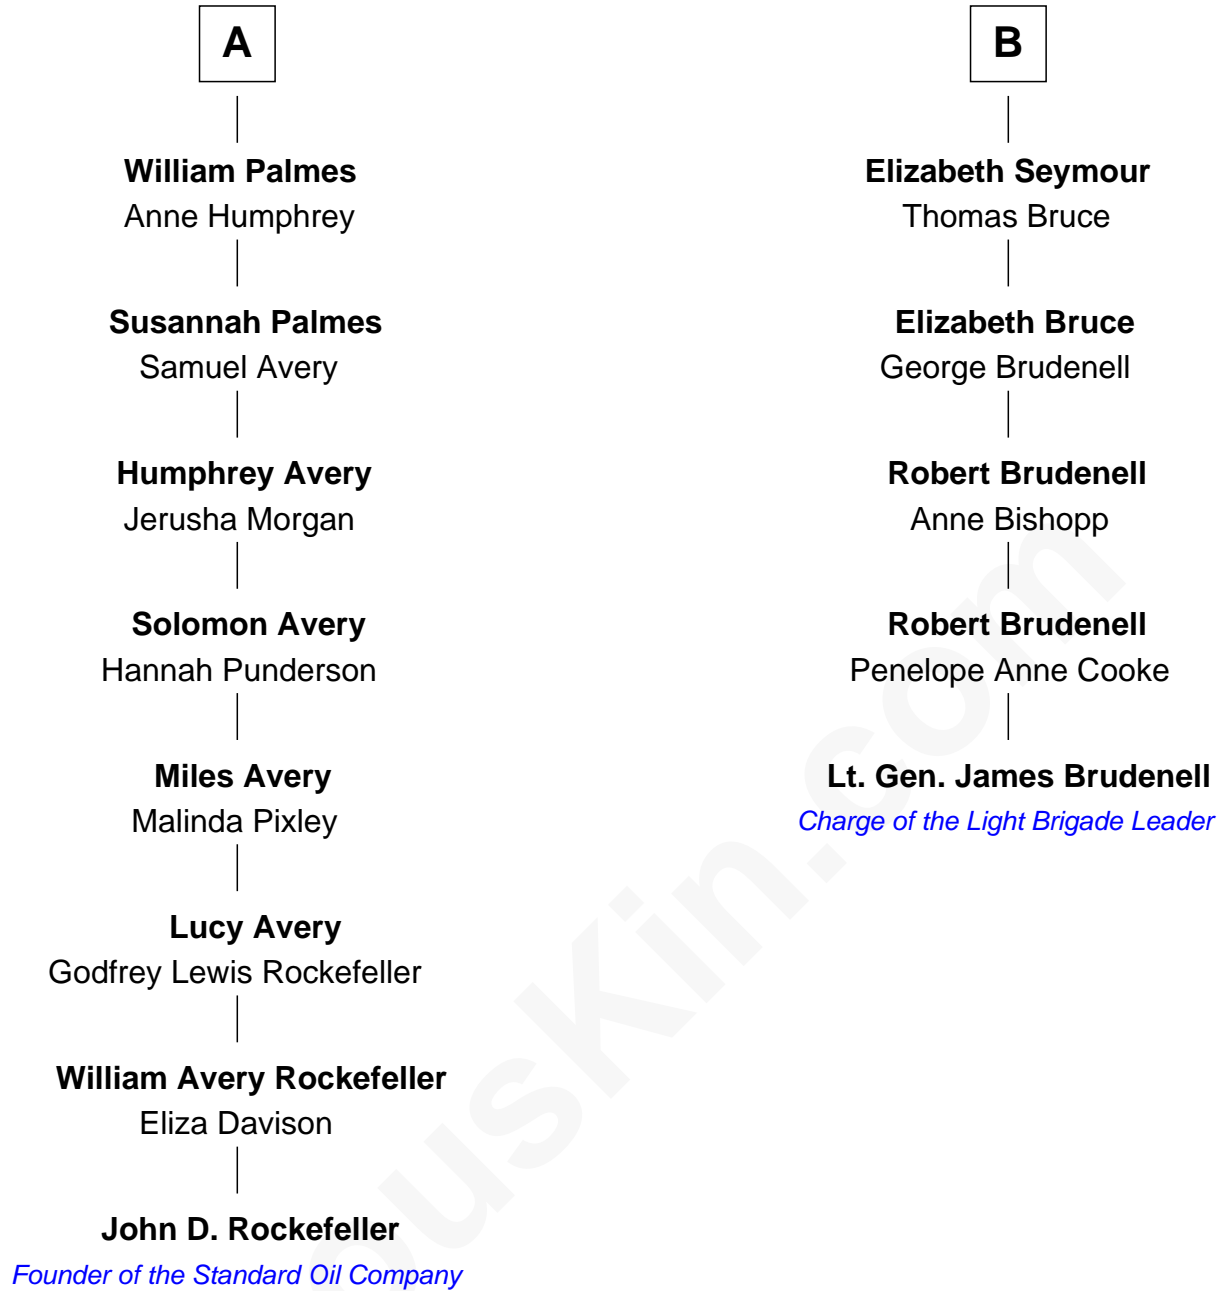 A
William Palmes
Anne Humphrey
Susannah Palmes
Samuel Avery
Humphrey Avery
Jerusha Morgan
Solomon Avery
Hannah Punderson
Miles Avery
Malinda Pixley
Lucy Avery
Godfrey Lewis Rockefeller
William Avery Rockefeller
Eliza Davison
John D. Rockefeller
Founder of the Standard Oil Company
B
Elizabeth Seymour
Thomas Bruce
Elizabeth Bruce
George Brudenell
Robert Brudenell
Anne Bishopp
Robert Brudenell
Penelope Anne Cooke
Lt. Gen. James Brudenell
Charge of the Light Brigade Leader